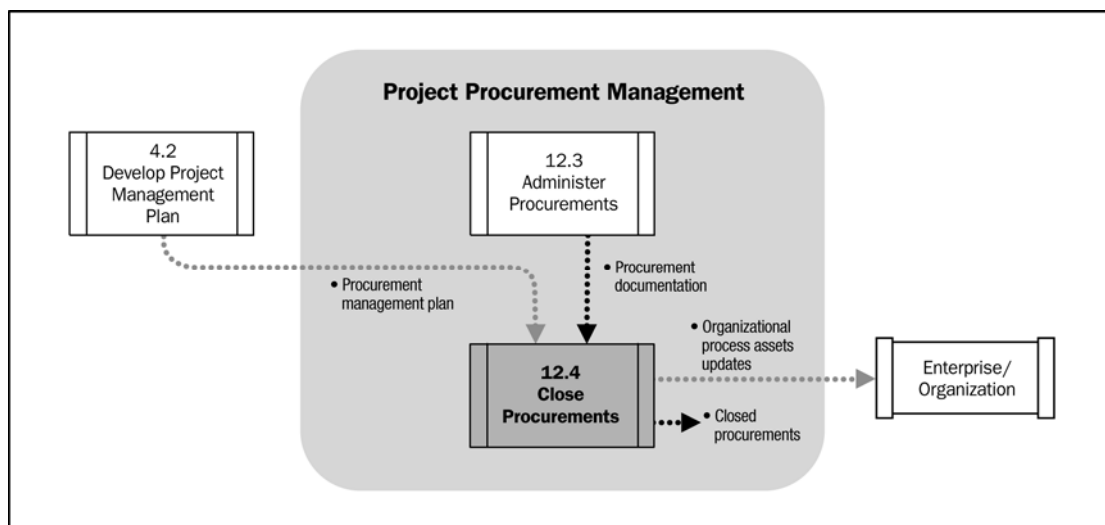 Project Procurement Management
4.2
Develop Project
Management
Plan
12.3
Administer
Procurements
• Procurement
management plan
• Procurement
documentation
• Organizational
process assets
updates
12.4
Close
Procurements
Enterprise/
Organization
• Closed
procurements